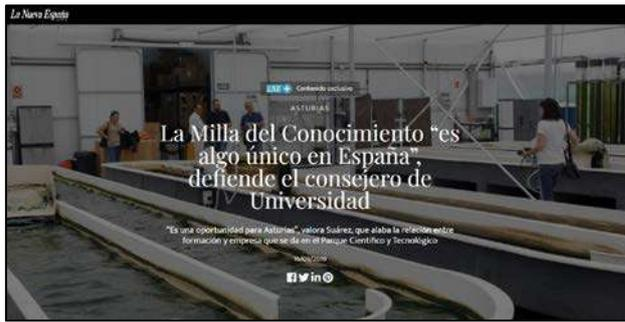 La Nueva España
LNE + Contenido exclusivo
ASTURIAS
La Milla del Conocimiento “es
algo único en España”,
defiende el consejero de
Universidad
"Es una oportunidad para Asturias", valora Suárez, que alaba la relación entre
formación y empresa que se da en el Parque Científico y Tecnológico